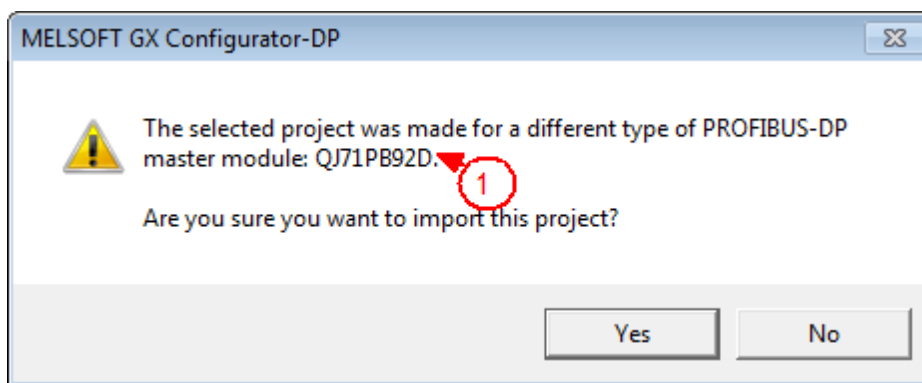 MELSOFT GX Configurator-DP
The selected project was made for a different type of PROFIBUS-DP
master module: QJ71PB92D.
1
Are you sure you want to import this project?
Yes No